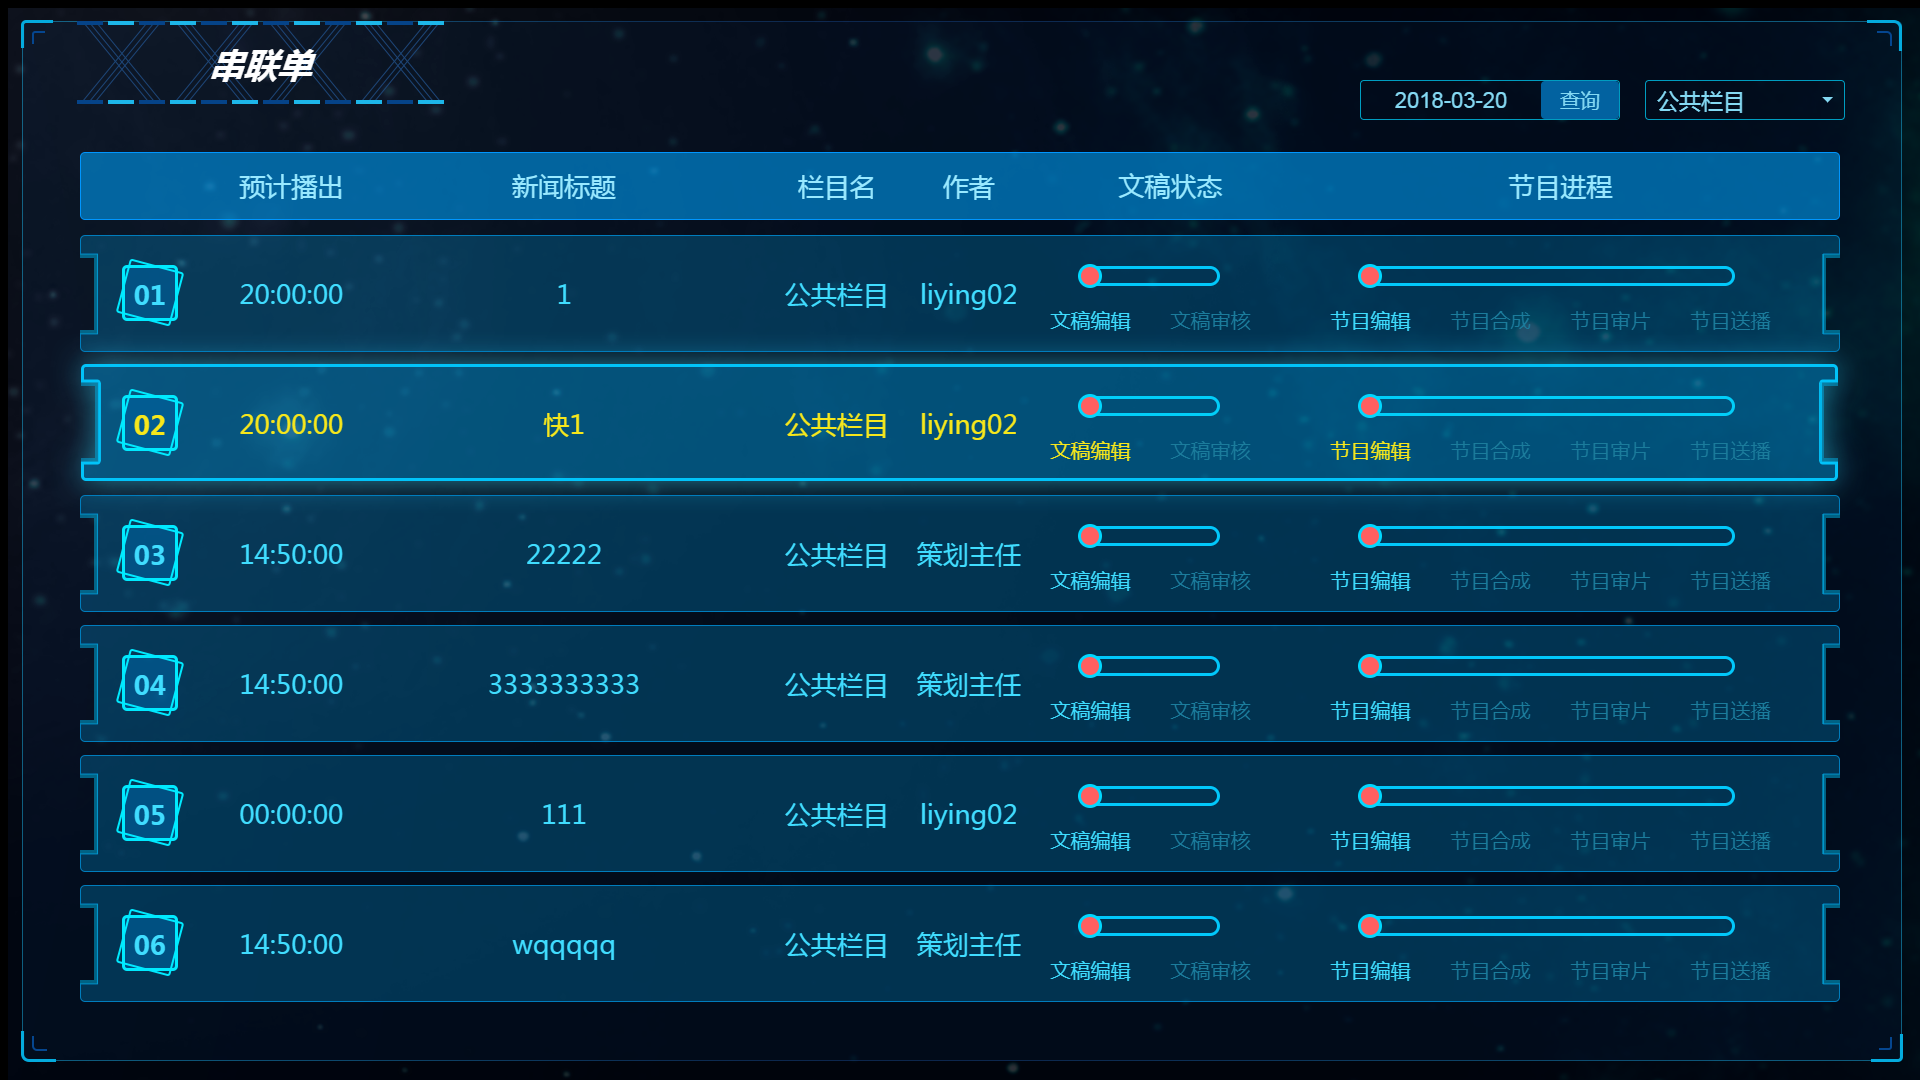 串联单
2018-03-20 查询 公共栏目
预计播出 新闻标题 栏目名 作者 文稿状态 节目进程
01 20:00:00 1 公共栏目 liying02
文稿编辑 文稿审核 节目编辑 节目合成 节目审片 节目送播
02 20:00:00 快1 公共栏目 liying02
文稿编辑 文稿审核 节目编辑 节目合成 节目审片 节目送播
03 14:50:00 22222 公共栏目 策划主任
文稿编辑 文稿审核 节目编辑 节目合成 节目审片 节目送播
04 14:50:00 3333333333 公共栏目 策划主任
文稿编辑 文稿审核 节目编辑 节目合成 节目审片 节目送播
05 00:00:00 111 公共栏目 liying02
文稿编辑 文稿审核 节目编辑 节目合成 节目审片 节目送播
06 14:50:00 wqqqqq 公共栏目 策划主任
文稿编辑 文稿审核 节目编辑 节目合成 节目审片 节目送播